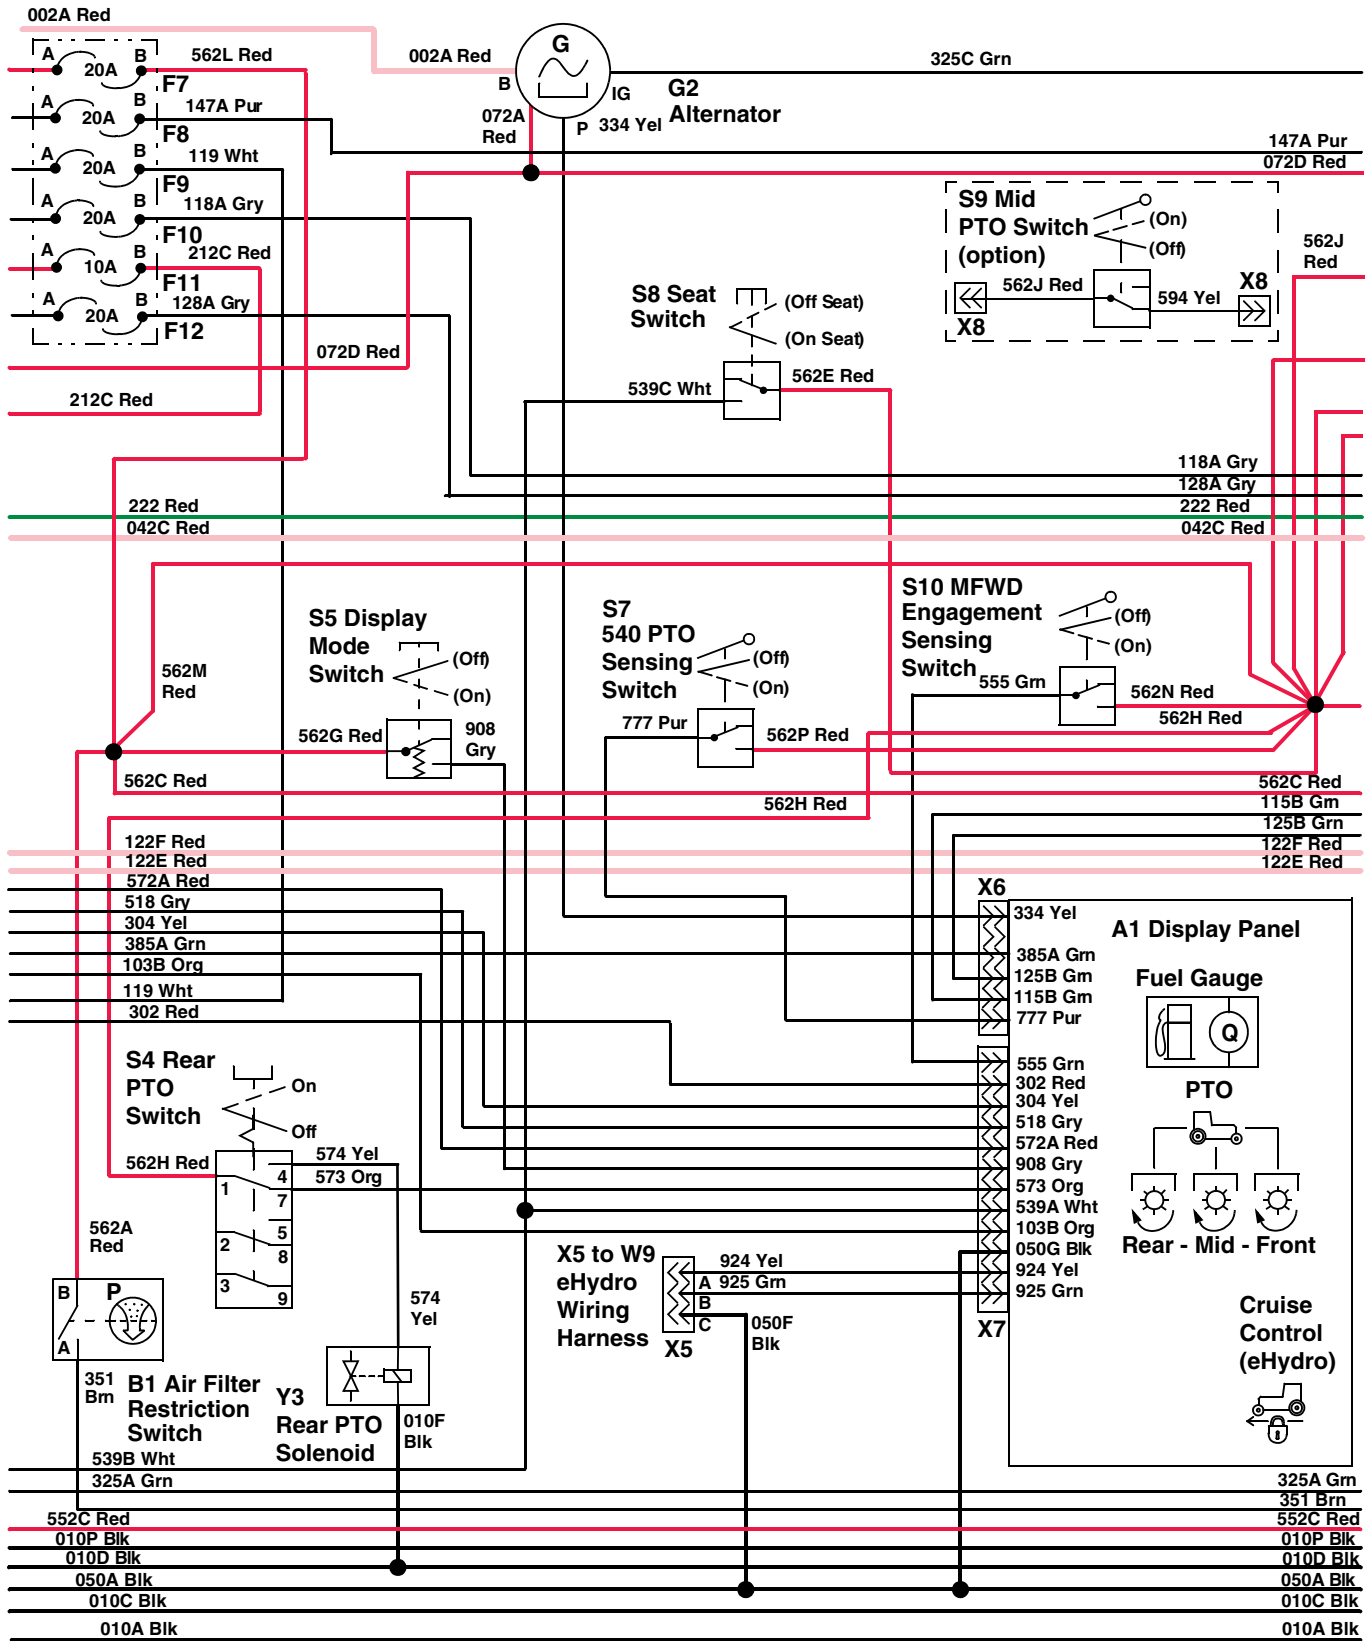 002A Red
A
20A
B
562L Red
F7
002A Red
B
G
IG
G2
Alternator
325C Grn
A
20A
B
147A Pur
F8
072A
Red
P
334 Yel
147A Pur
072D Red
A
20A
B
119 Wht
F9
A
20A
B
118A Gry
F10
A
10A
B
212C Red
F11
A
20A
B
128A Gry
F12
S9 Mid
PTO Switch
(option)
(On)
(Off)
562J Red
594 Yel
X8
X8
562J
Red
S8 Seat
Switch
(Off Seat)
(On Seat)
072D Red
539C Wht
562E Red
212C Red
118A Gry
128A Gry
222 Red
222 Red
042C Red
042C Red
S5 Display
Mode
Switch
(Off)
(On)
S7
540 PTO
Sensing
Switch
(Off)
(On)
S10 MFWD
Engagement
Sensing
Switch
(Off)
(On)
562M
Red
555 Grn
562N Red
562H Red
562G Red
908
Gry
777 Pur
562P Red
562C Red
562C Red
562H Red
115B Grn
125B Grn
122F Red
122F Red
122E Red
122E Red
572A Red
518 Gry
304 Yel
385A Grn
103B Org
119 Wht
302 Red
X6
334 Yel
385A Grn
125B Grn
115B Grn
777 Pur
A1 Display Panel
Fuel Gauge
Q
PTO
Rear - Mid - Front
555 Grn
302 Red
304 Yel
518 Gry
572A Red
908 Gry
573 Org
539A Wht
103B Org
050G Blk
924 Yel
925 Grn
X7
S4 Rear
PTO
Switch
On
Off
562H Red
574 Yel
573 Org
1
4
7
2
5
8
3
9
562A
Red
B
P
A
351
Brn
B1 Air Filter
Restriction
Switch
574
Yel
Y3
Rear PTO
Solenoid
010F
Blk
X5 to W9
eHydro
Wiring
Harness
924 Yel
A
925 Grn
B
C
X5
050F
Blk
Cruise
Control
(eHydro)
539B Wht
325A Grn
325A Grn
351 Brn
552C Red
552C Red
010P Blk
010P Blk
010D Blk
010D Blk
050A Blk
050A Blk
010C Blk
010C Blk
010A Blk
010A Blk